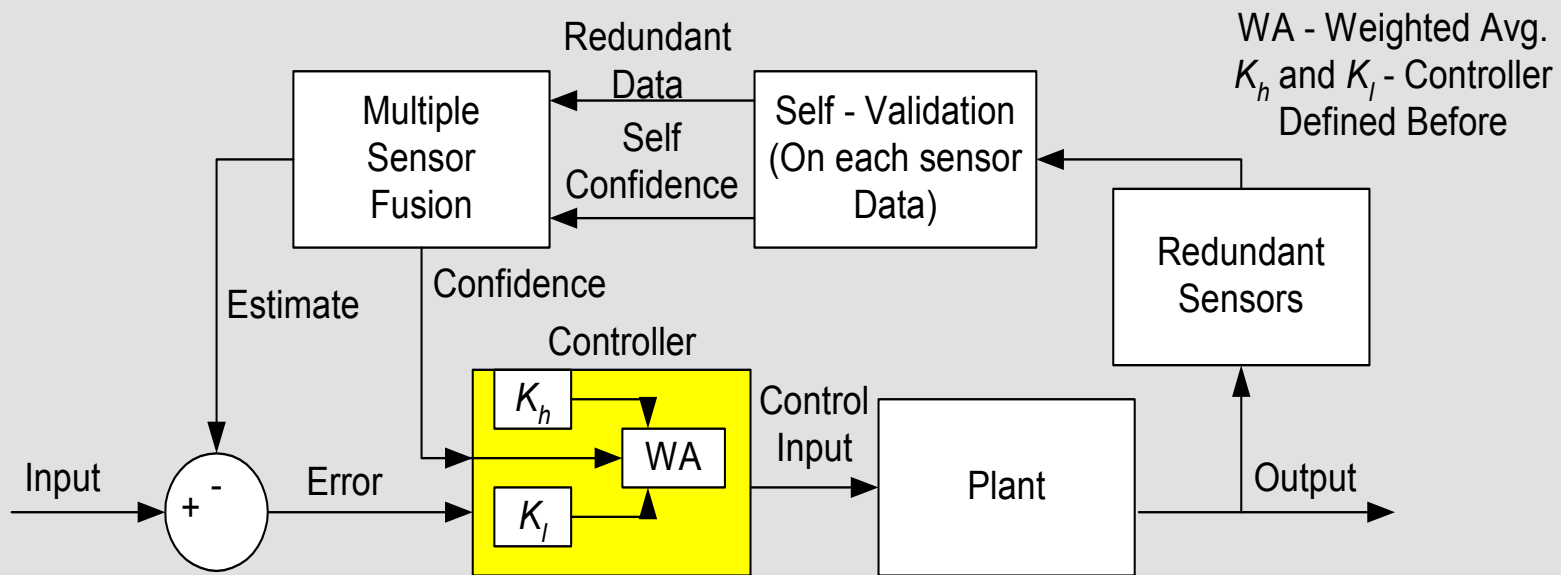 WA - Weighted Avg.
K_h and K_l - Controller
Defined Before
Redundant
Data
Self
Confidence
Multiple
Sensor
Fusion
Self - Validation
(On each sensor
Data)
Redundant
Sensors
Estimate
Confidence
Controller
K_h
WA
K_l
Control
Input
Plant
Output
Input
+ -
Error